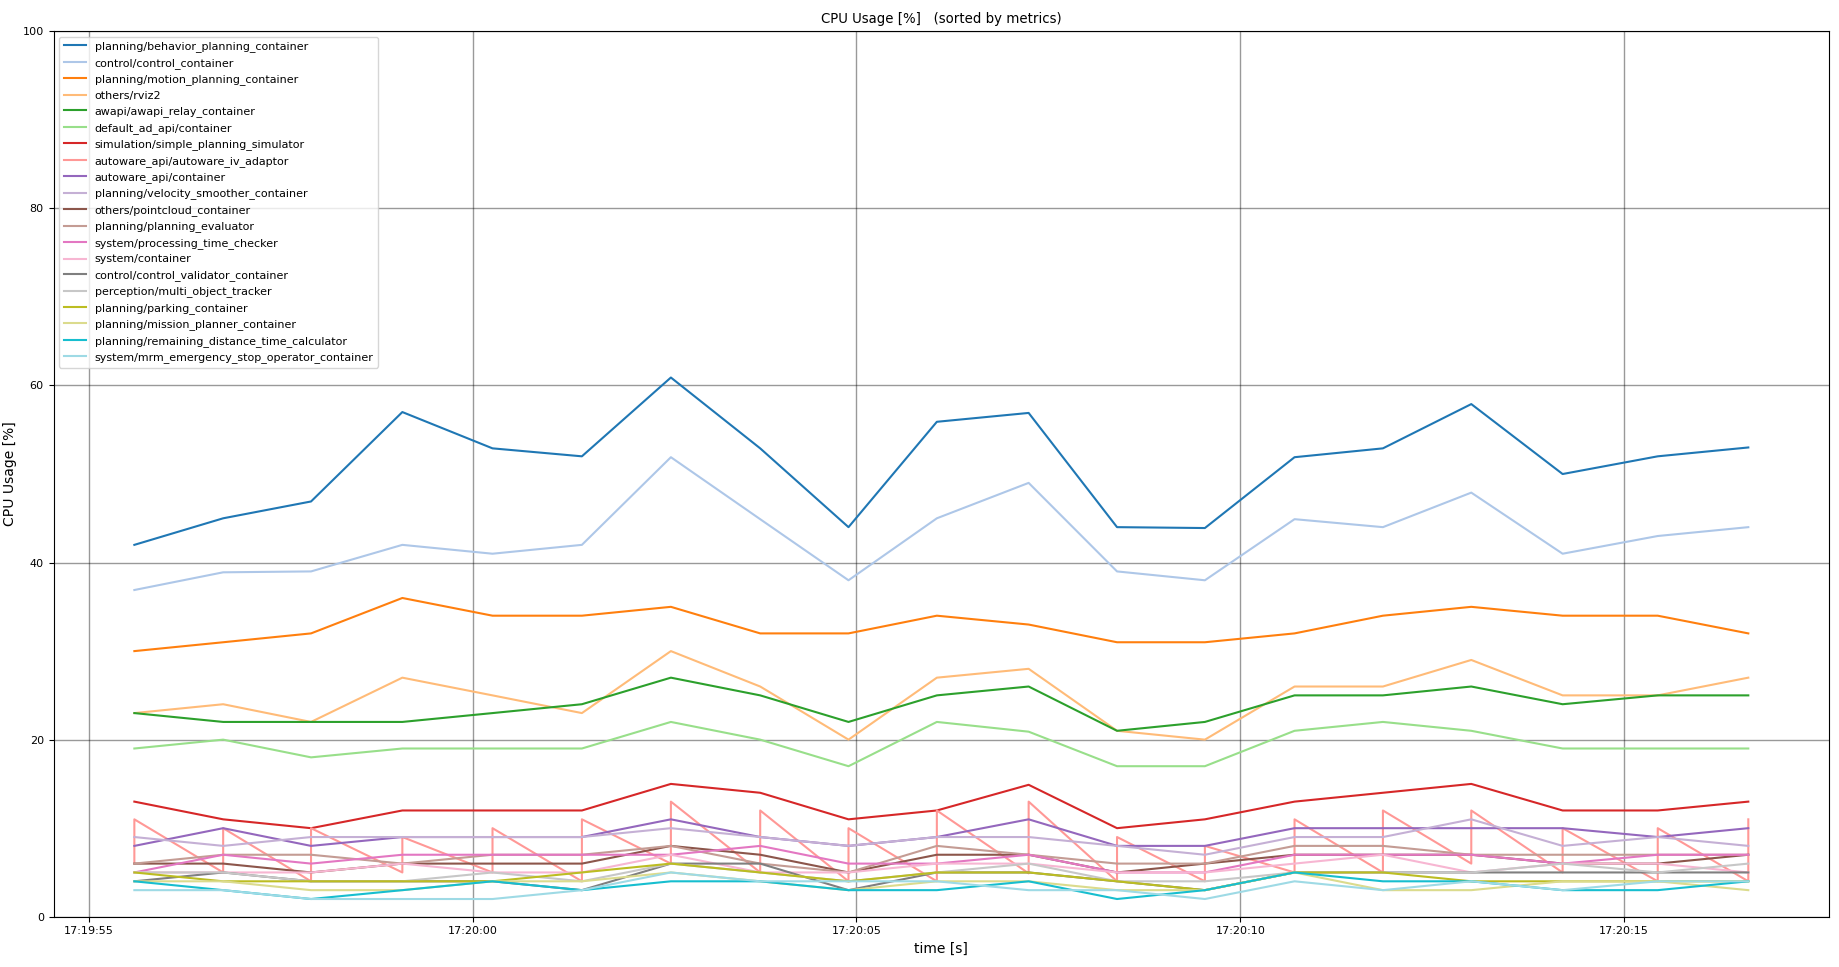 CPU Usage [%]   (sorted by metrics)
100
planning/behavior_planning_container
control/control_container
planning/motion_planning_container
others/rviz2
awapi/awapi_relay_container
default_ad_api/container
simulation/simple_planning_simulator
autoware_api/autoware_iv_adaptor
autoware_api/container
planning/velocity_smoother_container
others/pointcloud_container
planning/planning_evaluator
system/processing_time_checker
system/container
control/control_validator_container
perception/multi_object_tracker
planning/parking_container
planning/mission_planner_container
planning/remaining_distance_time_calculator
system/mrm_emergency_stop_operator_container
80
60
CPU Usage [%]
40
20
0
17:19:55 17:20:00 17:20:05 17:20:10 17:20:15
time [s]